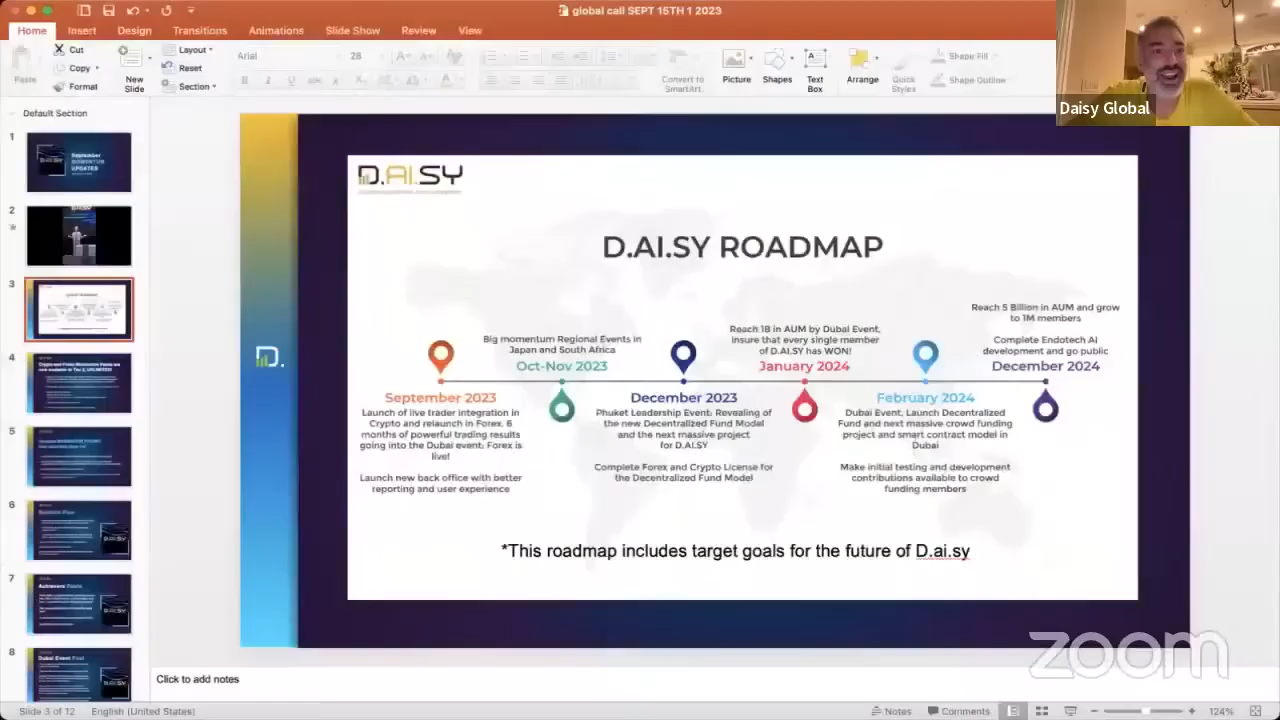 global call SEPT 15TH 1 2023
Home Insert Design Transitions Animations Slide Show Review View
Cut
Copy
Format
Paste
New
Slide
Layout
Reset
Section
Arial
28
Convert to
SmartArt
Picture
Shapes
Text
Box
Arrange
Quick
Styles
Shape Fill
Shape Outline
Daisy Global
Default Section
1
September
MOMENTUM
UPDATES
2
3
4
5
6
7
8
D.AI.SY
D.AI.SY ROADMAP
D.
Big momentum Regional Events in
Japan and South Africa
Reach 1B in AUM by Dubai Event,
insure that every single member
of D.AI.SY has WON!
January 2024
Reach 5 Billion in AUM and grow
to 1M members
Complete Endotech AI
development and go public
December 2024
September 2023
Launch of live trader integration in
Crypto and relaunch in Forex. 6
months of powerful trading results
going into the Dubai event; Forex is
live!
Launch new back office with better
reporting and user experience
December 2023
Phuket Leadership Event: Revealing of
the new Decentralized Fund Model
and the next massive project
for D.AI.SY
Complete Forex and Crypto License for
the Decentralized Fund Model
February 2024
Dubai Event, Launch Decentralized
Fund and next massive crowd funding
project and smart contract model in
Dubai
Make initial testing and development
contributions available to crowd
funding members
*This roadmap includes target goals for the future of D.ai.sy
zoom
Click to add notes
Slide 3 of 12 English (United States)
Notes
Comments
124%